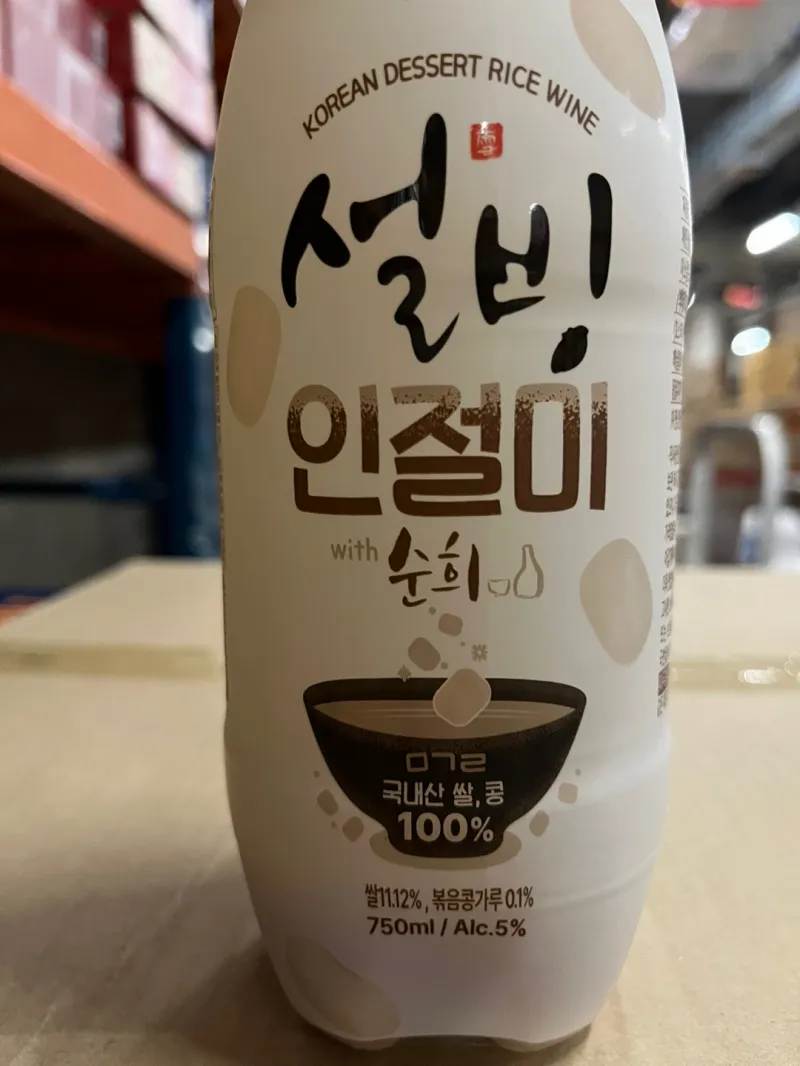 KOREAN DESSERT RICE WINE
설빙
인절미
with 순희
ㅁㄱㄹ
국내산 쌀, 콩
100%
쌀11.12%, 볶음콩가루 0.1%
750ml / Alc.5%